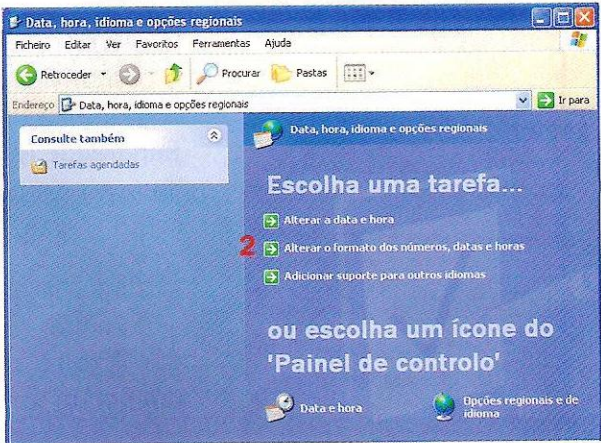 Data, hora, idioma e opções regionais
Ficheiro Editar Ver Favoritos Ferramentas Ajuda
Retroceder Procurar Pastas
Endereço Data, hora, idioma e opções regionais Ir para
Consulte também
Tarefas agendadas
Data, hora, idioma e opções regionais
Escolha uma tarefa...
Alterar a data e hora
2 Alterar o formato dos números, datas e horas
Adicionar suporte para outros idiomas
ou escolha um ícone do
'Painel de controlo'
Data e hora
Opções regionais e de
idioma